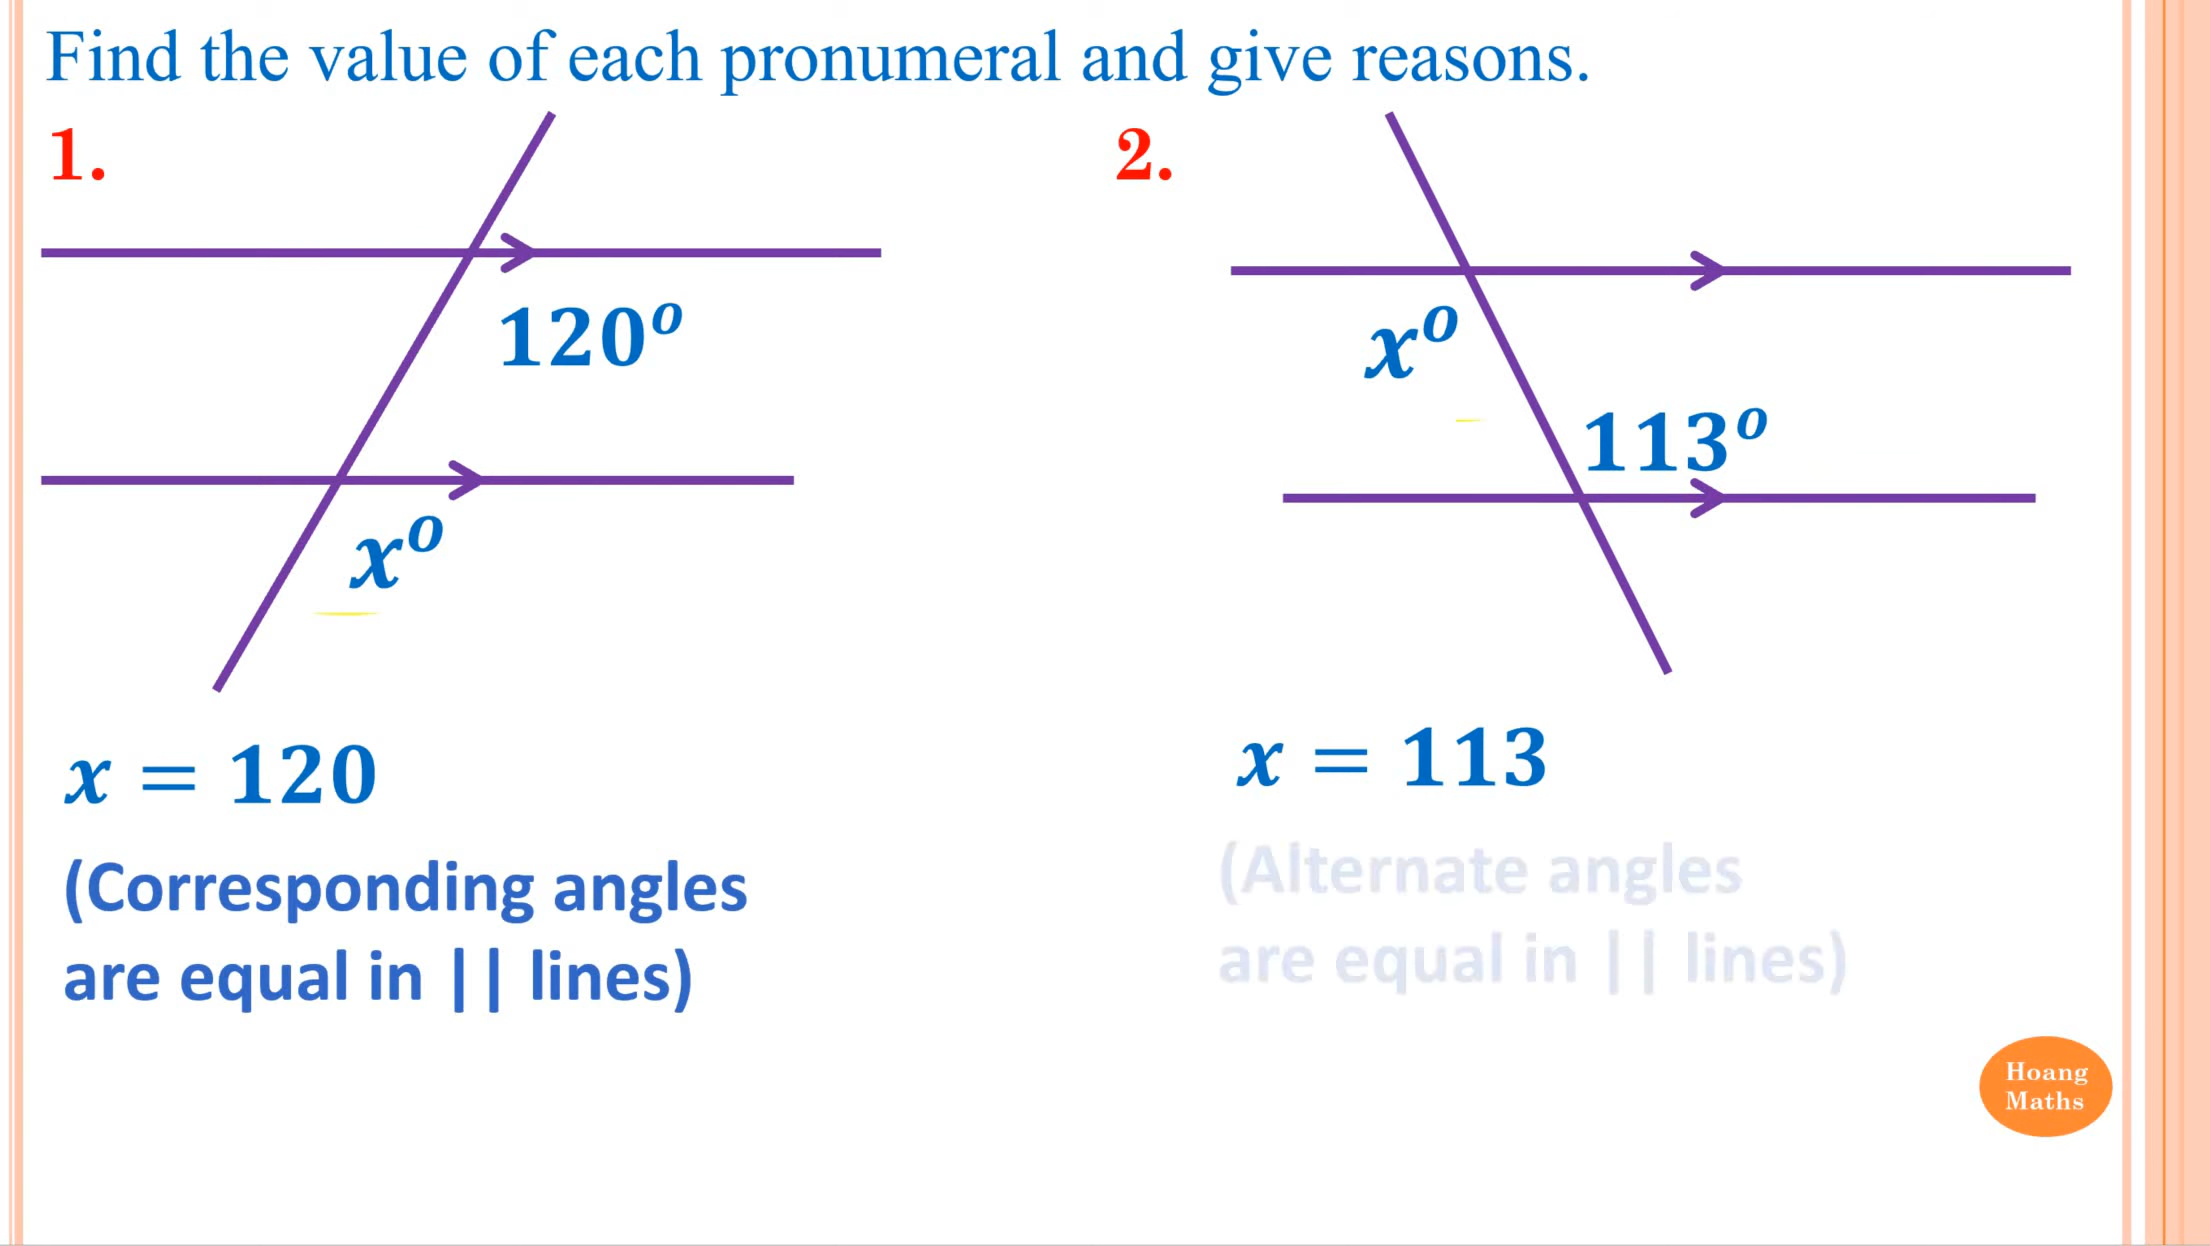 Find the value of each pronumeral and give reasons.
1.
120°
x°
x = 120
(Corresponding angles
are equal in || lines)
2.
x°
113°
x = 113
(Alternate angles
are equal in || lines)
Hoang
Maths